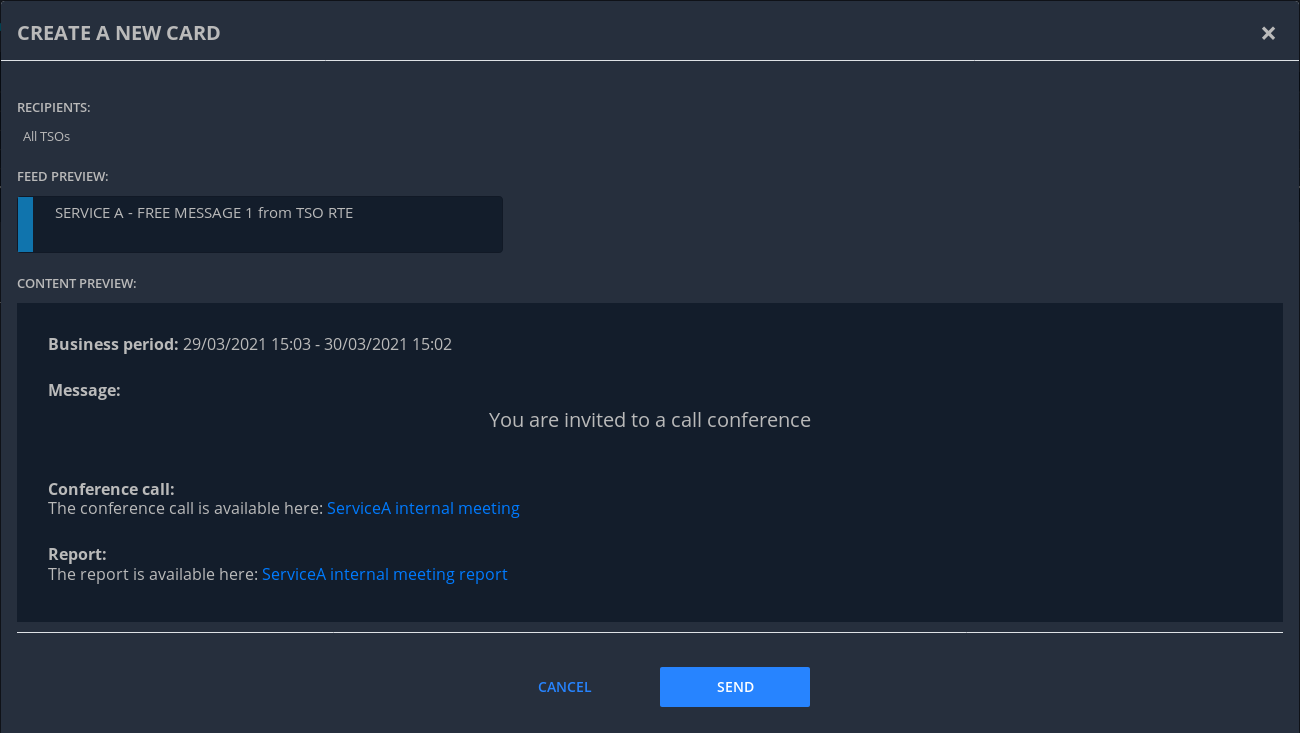 CREATE A NEW CARD ×
RECIPIENTS:
All TSOs
FEED PREVIEW:
SERVICE A - FREE MESSAGE 1 from TSO RTE
CONTENT PREVIEW:
Business period: 29/03/2021 15:03 - 30/03/2021 15:02
Message:
You are invited to a call conference
Conference call:
The conference call is available here: ServiceA internal meeting
Report:
The report is available here: ServiceA internal meeting report
CANCEL SEND